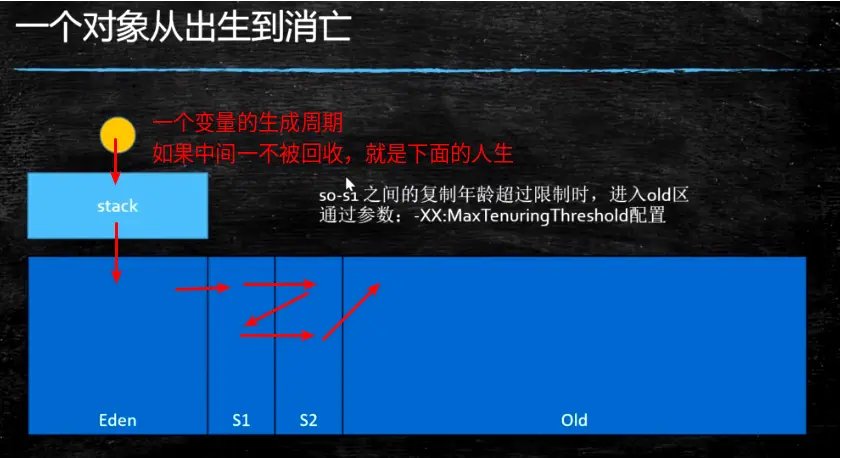 一个对象从出生到消亡
一个变量的生成周期
如果中间一不被回收，就是下面的人生
stack
s0-s1 之间的复制年龄超过限制时，进入old区
通过参数：-XX:MaxTenuringThreshold配置
Eden
S1
S2
Old